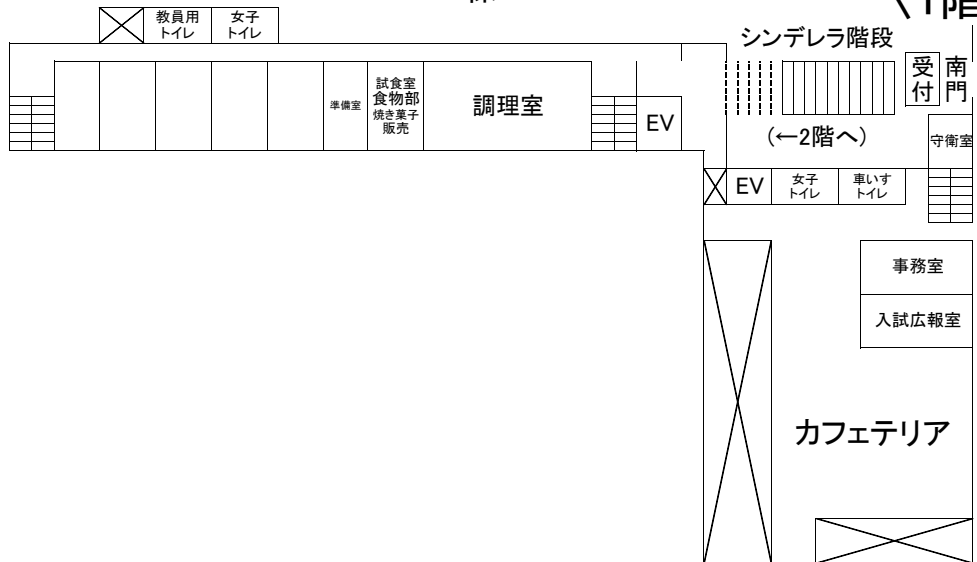 1階
教員用
トイレ
女子
トイレ
シンデレラ階段
受付
南門
準備室
試食室
食物部
焼き菓子
販売
調理室
EV
(←2階へ)
守衛室
EV
女子
トイレ
車いす
トイレ
事務室
入試広報室
カフェテリア